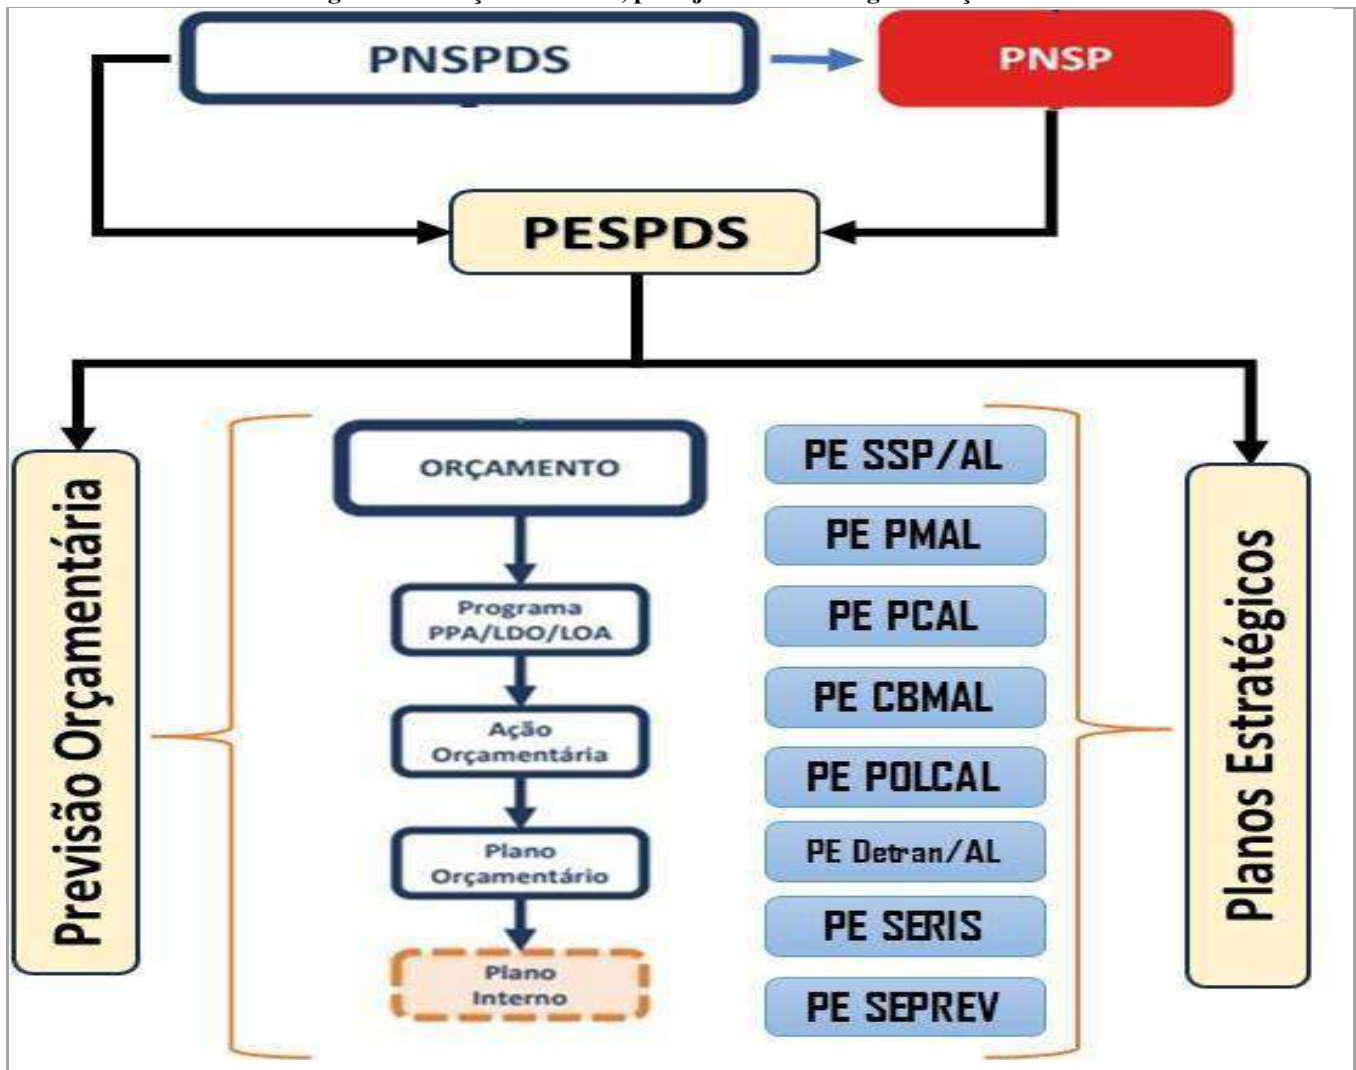 PNSPDS
PNSP
PESPDS
Previsão Orçamentária
ORÇAMENTO
Programa
PPA/LDO/LOA
Ação
Orçamentária
Plano
Orçamentário
Plano
Interno
PE SSP/AL
PE PMAL
PE PCAL
PE CBMAL
PE POLCAL
PE Detran/AL
PE SERIS
PE SEPREV
Planos Estratégicos